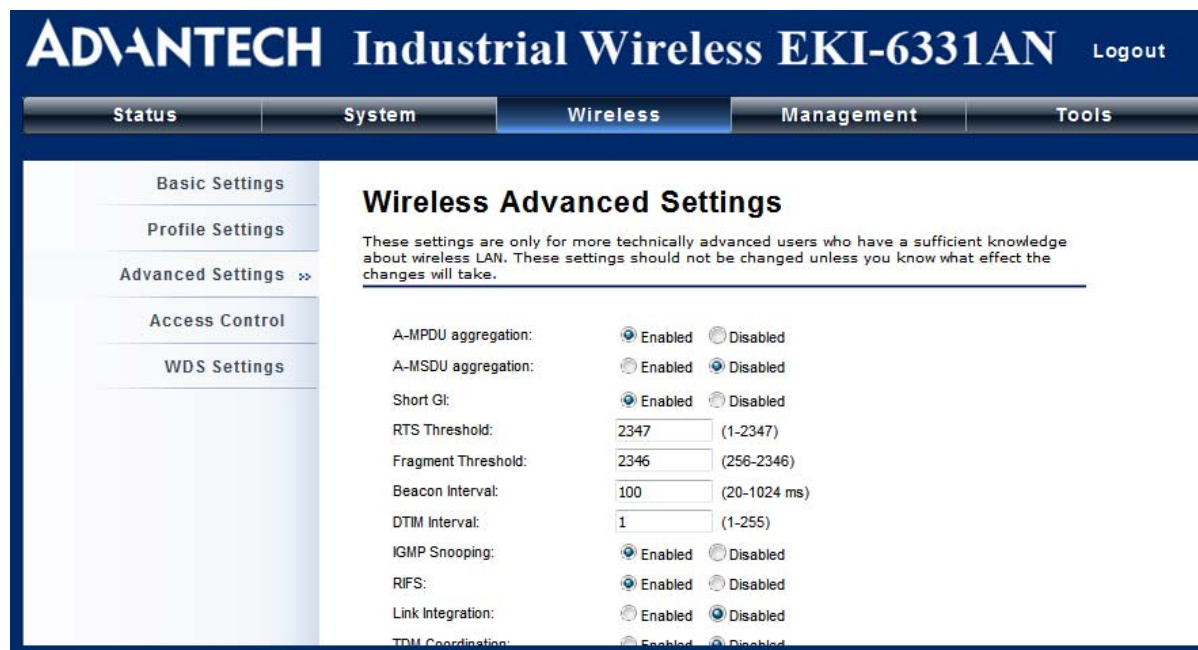 ADVANTECH Industrial Wireless EKI-6331AN Logout
Status System Wireless Management Tools
Basic Settings
Profile Settings
Advanced Settings »
Access Control
WDS Settings
Wireless Advanced Settings
These settings are only for more technically advanced users who have a sufficient knowledge
about wireless LAN. These settings should not be changed unless you know what effect the
changes will take.
A-MPDU aggregation: Enabled Disabled
A-MSDU aggregation: Enabled Disabled
Short GI: Enabled Disabled
RTS Threshold: 2347 (1-2347)
Fragment Threshold: 2346 (256-2346)
Beacon Interval: 100 (20-1024 ms)
DTIM Interval: 1 (1-255)
IGMP Snooping: Enabled Disabled
RIFS: Enabled Disabled
Link Integration: Enabled Disabled
TDM Coordination: Enabled Disabled